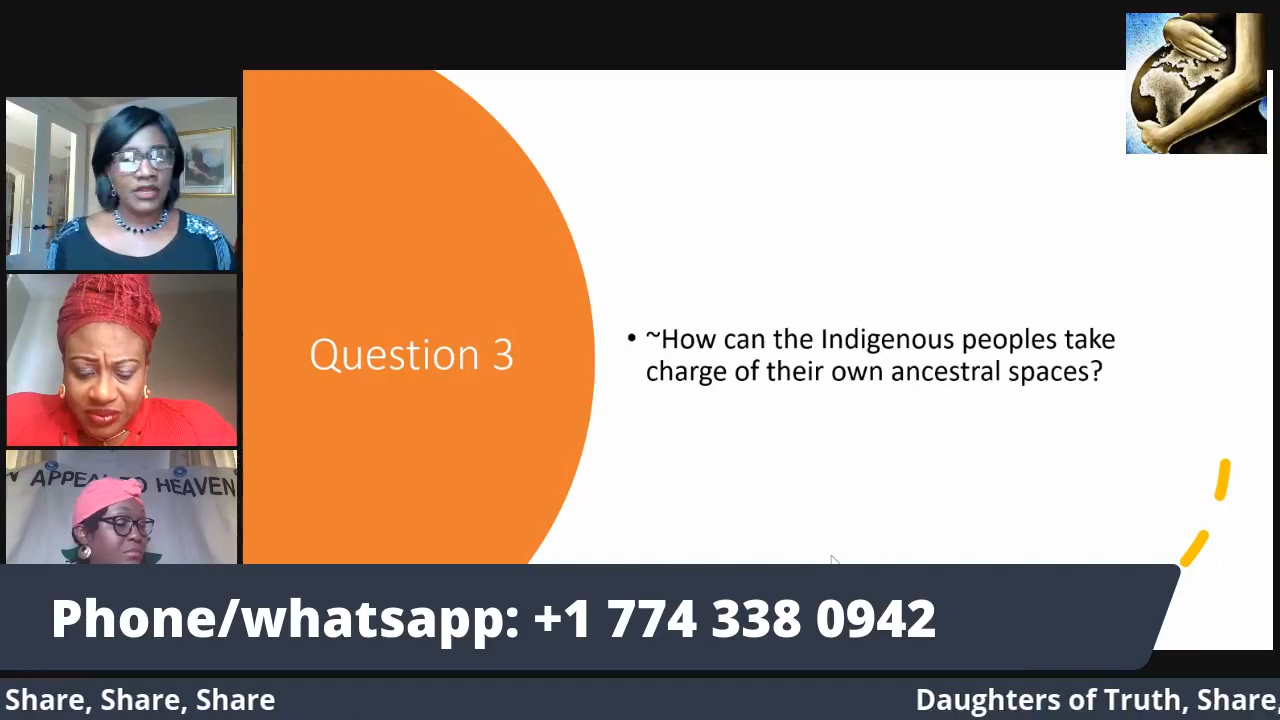 APPEAL TO HEAVEN
Question 3
• ~How can the Indigenous peoples take
charge of their own ancestral spaces?
Phone/whatsapp: +1 774 338 0942
Share, Share, Share
Daughters of Truth, Share,